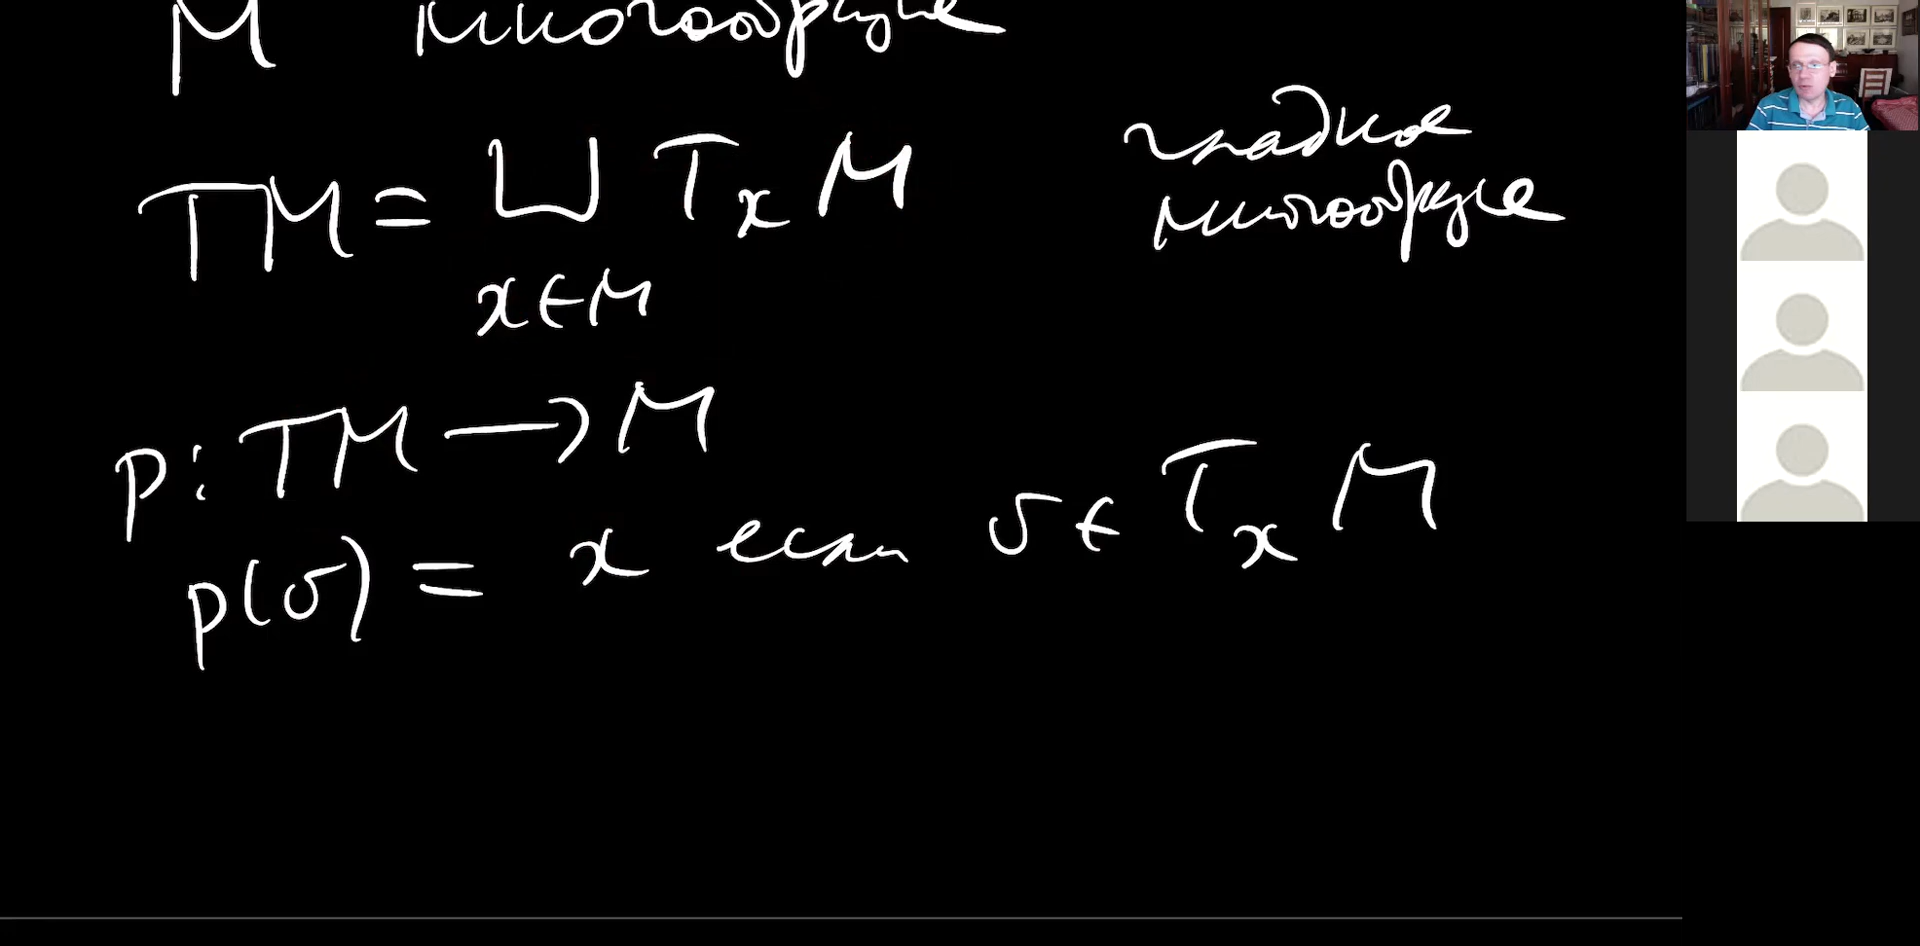 M многообразие
TM = ⊔ TₓM
x∈M
гладкое
многообразие
p: TM → M
p(v) = x если v ∈ TₓM